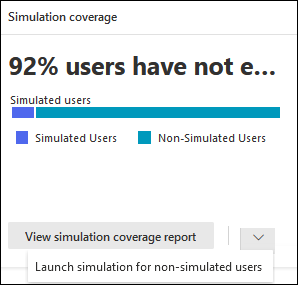 Simulation coverage
92% users have not e...
Simulated users
Simulated Users Non-Simulated Users
View simulation coverage report
Launch simulation for non-simulated users